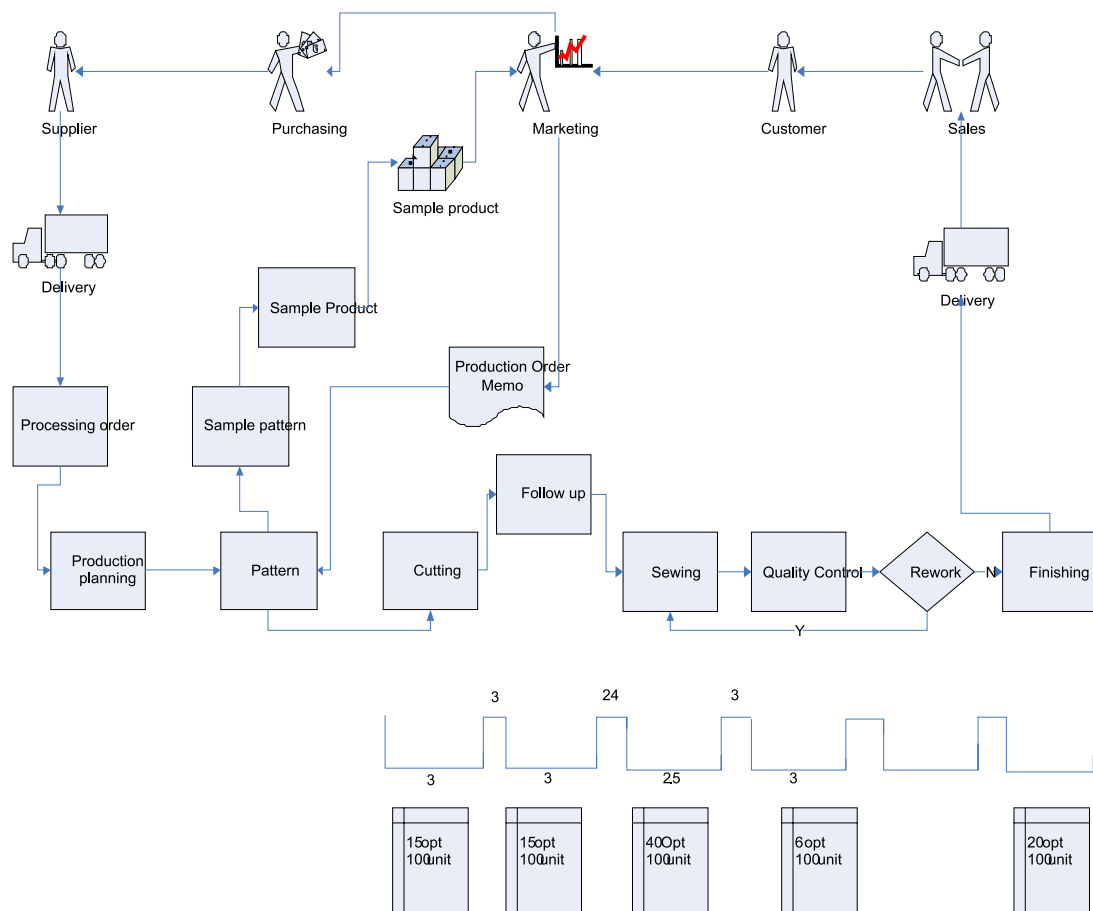 Supplier
Purchasing
Marketing
Customer
Sales
Sample product
Delivery
Delivery
Sample Product
Production Order
Memo
Processing order
Sample pattern
Follow up
Production
planning
Pattern
Cutting
Sewing
Quality Control
Rework
N
Finishing
Y
3
24
3
3
3
2.5
3
15opt
100unit
15opt
100unit
40Opt
100unit
6opt
100unit
20opt
100unit